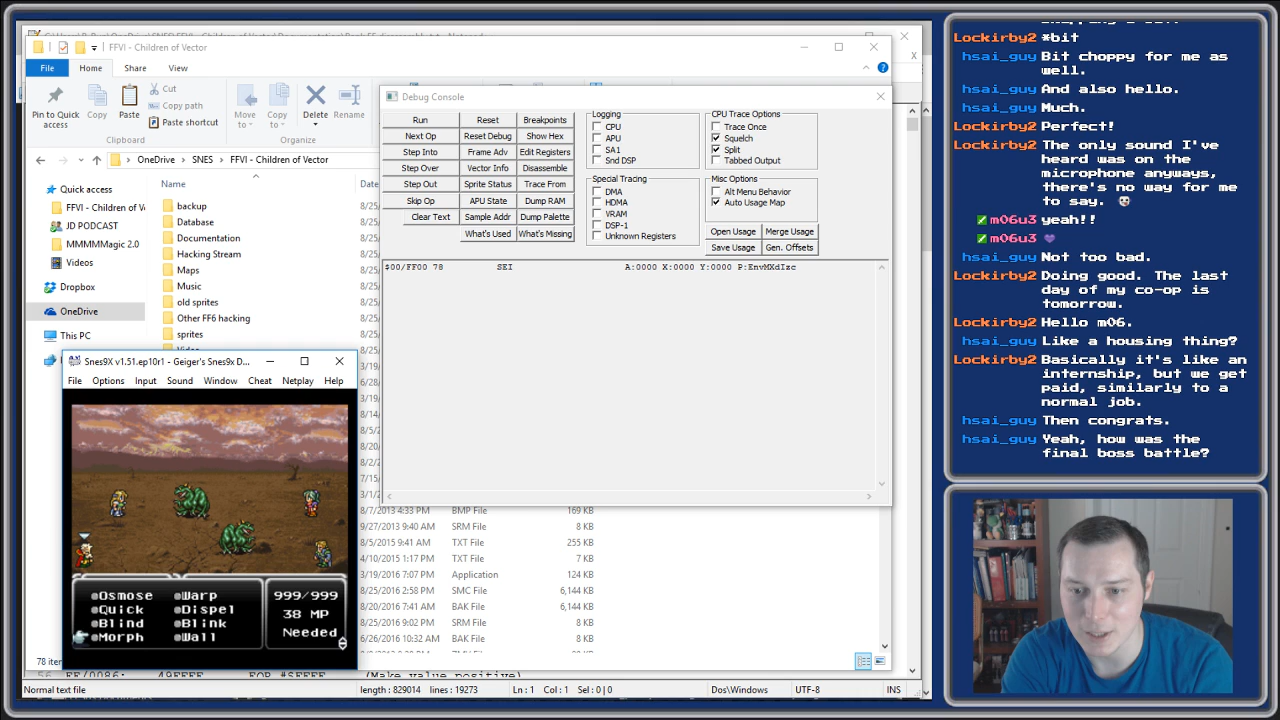 FFVI - Children of Vector
File
Home
Share
View
Pin to Quick access
Copy
Paste
Cut
Copy path
Paste shortcut
Clipboard
Move to
Copy to
Delete
Rename
Organize
OneDrive > SNES > FFVI - Children of Vector
Name
Quick access
FFVI - Children of V
JD PODCAST
MMMMMagic 2.0
Videos
Dropbox
OneDrive
This PC
backup
Database
Documentation
Hacking Stream
Maps
Music
old sprites
Other FF6 hacking
sprites
Debug Console
Run
Reset
Breakpoints
Next Op
Reset Debug
Show Hex
Step Into
Frame Adv
Edit Registers
Step Over
Vector Info
Disassemble
Step Out
Sprite Status
Trace From
Skip Op
APU State
Dump RAM
Clear Text
Sample Addr
Dump Palette
What's Used
What's Missing
Logging
CPU
APU
SA1
Snd DSP
Special Tracing
DMA
HDMA
VRAM
DSP-1
Unknown Registers
CPU Trace Options
Trace Once
Squelch
Split
Tabbed Output
Misc Options
Alt Menu Behavior
Auto Usage Map
Open Usage
Merge Usage
Save Usage
Gen. Offsets
$00/FF00 78 SEI A:0000 X:0000 Y:0000 P:EnvMXdIzc
Snes9X v1.51.ep10r1 - Geiger's Snes9x D...
File Options Input Sound Window Cheat Netplay Help
Osmose Warp
Quick Dispel
Blind Blink
Morph Wall
999/999
38 MP
Needed
8/7/2013 4:33 PM BMP File 169 KB
9/27/2013 9:40 AM SRM File 8 KB
8/5/2015 9:41 AM TXT File 255 KB
4/10/2015 1:17 PM TXT File 7 KB
3/19/2016 7:07 PM Application 124 KB
8/25/2016 2:58 PM SMC File 6,144 KB
8/20/2016 7:41 AM BAK File 6,144 KB
8/25/2016 9:02 PM SRM File 8 KB
6/26/2016 10:32 AM BAK File 8 KB
78 ite
Normal text file
length : 829014 lines : 19273
Ln : 1 Col : 1 Sel : 0 | 0
Dos\Windows
UTF-8
INS
Lockirby2 *bit
hsai_guy Bit choppy for me as
well.
hsai_guy And also hello.
hsai_guy Much.
Lockirby2 Perfect!
Lockirby2 The only sound I've
heard was on the
microphone anyways,
there's no way for me
to say.
m06u3 yeah!!
m06u3
hsai_guy Not too bad.
Lockirby2 Doing good. The last
day of my co-op is
tomorrow.
Lockirby2 Hello m06.
hsai_guy Like a housing thing?
Lockirby2 Basically it's like an
internship, but we get
paid, similarly to a
normal job.
hsai_guy Then congrats.
hsai_guy Yeah, how was the
final boss battle?